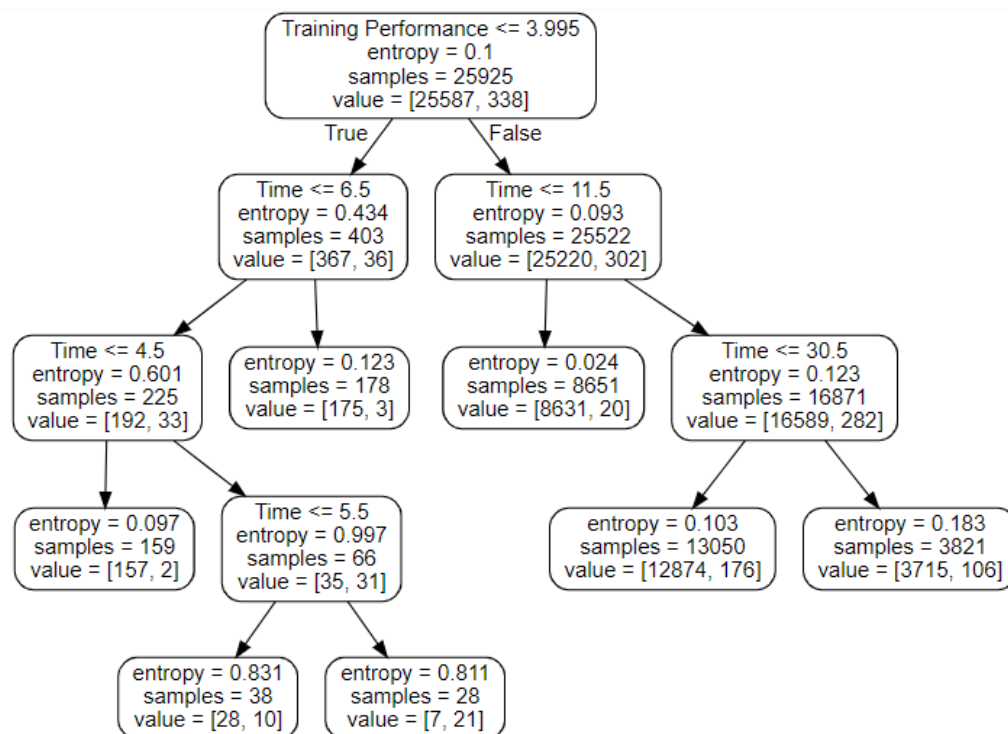 Training Performance <= 3.995
entropy = 0.1
samples = 25925
value = [25587, 338]
True
False
Time <= 6.5
entropy = 0.434
samples = 403
value = [367, 36]
Time <= 11.5
entropy = 0.093
samples = 25522
value = [25220, 302]
Time <= 4.5
entropy = 0.601
samples = 225
value = [192, 33]
entropy = 0.123
samples = 178
value = [175, 3]
entropy = 0.024
samples = 8651
value = [8631, 20]
Time <= 30.5
entropy = 0.123
samples = 16871
value = [16589, 282]
entropy = 0.097
samples = 159
value = [157, 2]
Time <= 5.5
entropy = 0.997
samples = 66
value = [35, 31]
entropy = 0.103
samples = 13050
value = [12874, 176]
entropy = 0.183
samples = 3821
value = [3715, 106]
entropy = 0.831
samples = 38
value = [28, 10]
entropy = 0.811
samples = 28
value = [7, 21]